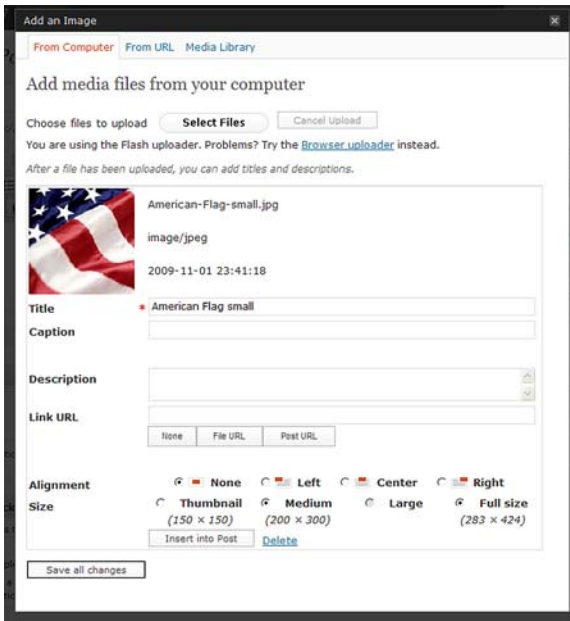 Add an Image
From Computer From URL Media Library
Add media files from your computer
Choose files to upload Select Files Cancel Upload
You are using the Flash uploader. Problems? Try the Browser uploader instead.
After a file has been uploaded, you can add titles and descriptions.
American-Flag-small.jpg
image/jpeg
2009-11-01 23:41:18
Title * American Flag small
Caption
Description
Link URL
None File URL Post URL
Alignment None Left Center Right
Size Thumbnail Medium Large Full size
(150 × 150) (200 × 300) (283 × 424)
Insert into Post Delete
Save all changes